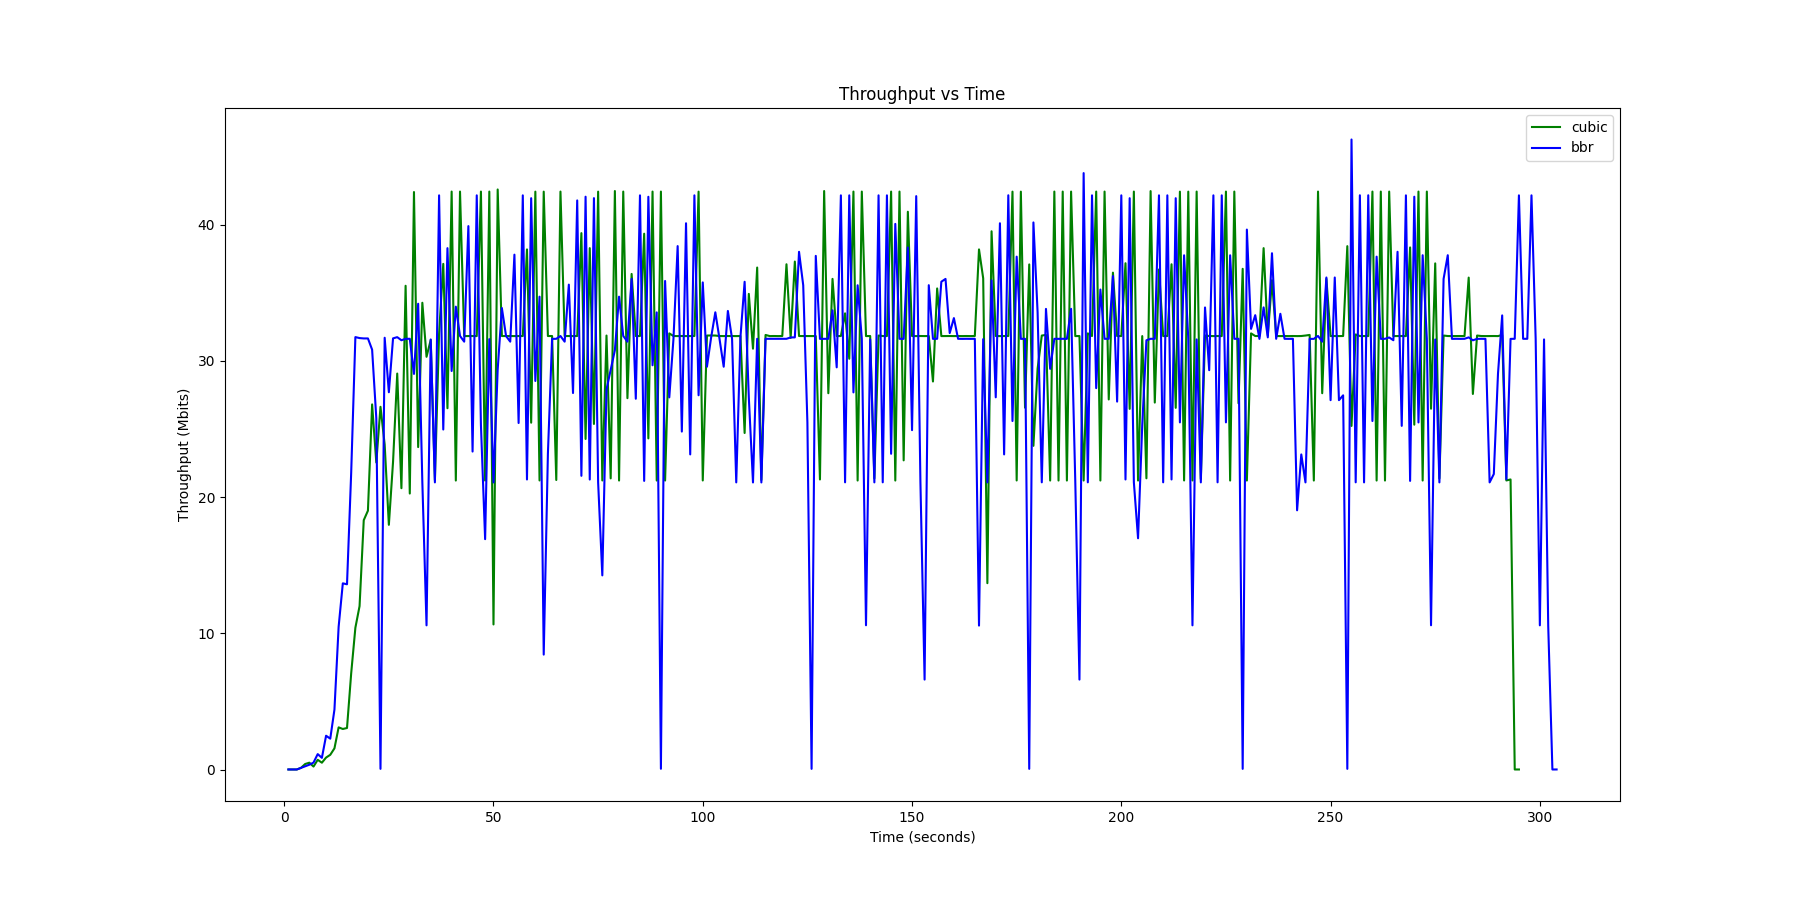 Throughput vs Time
cubic
bbr
Throughput (Mbits)
40
30
20
10
0
0 50 100 150 200 250 300
Time (seconds)